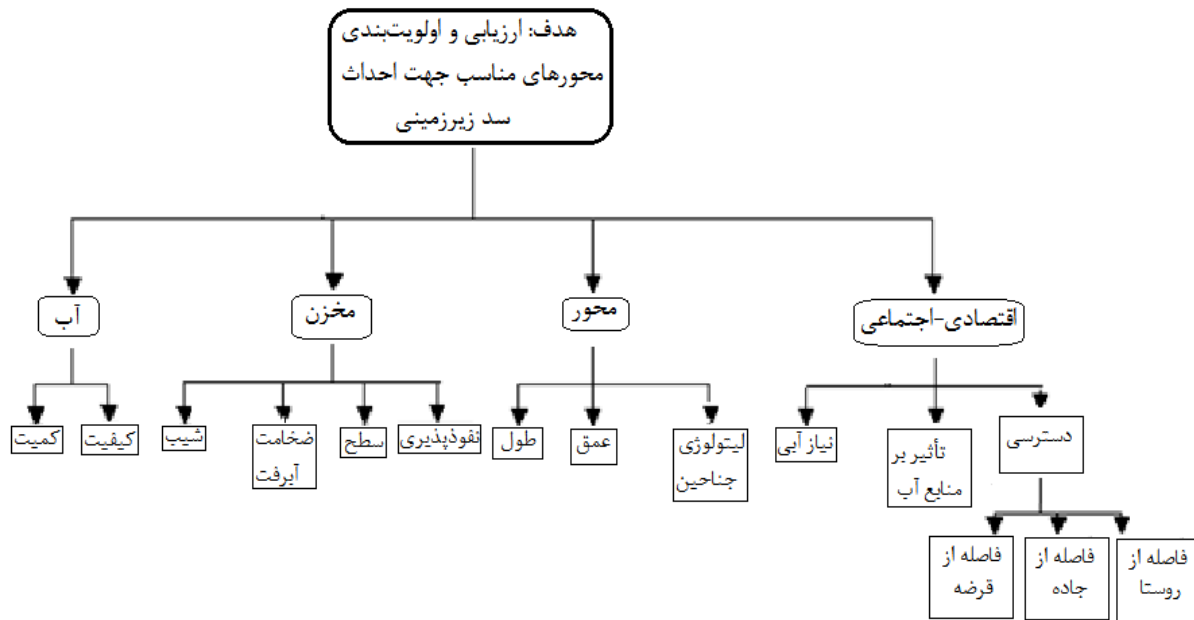 هدف: ارزیابی و اولویت‌بندی
محورهای مناسب جهت احداث
سد زیرزمینی
اقتصادی-اجتماعی
محور
مخزن
آب
دسترسی
تأثیر بر
منابع آب
نیاز آبی
لیتولوژی
جناحین
عمق
طول
نفوذپذیری
سطح
ضخامت
آبرفت
شیب
کیفیت
کمیت
فاصله از
روستا
فاصله از
جاده
فاصله از
قرضه